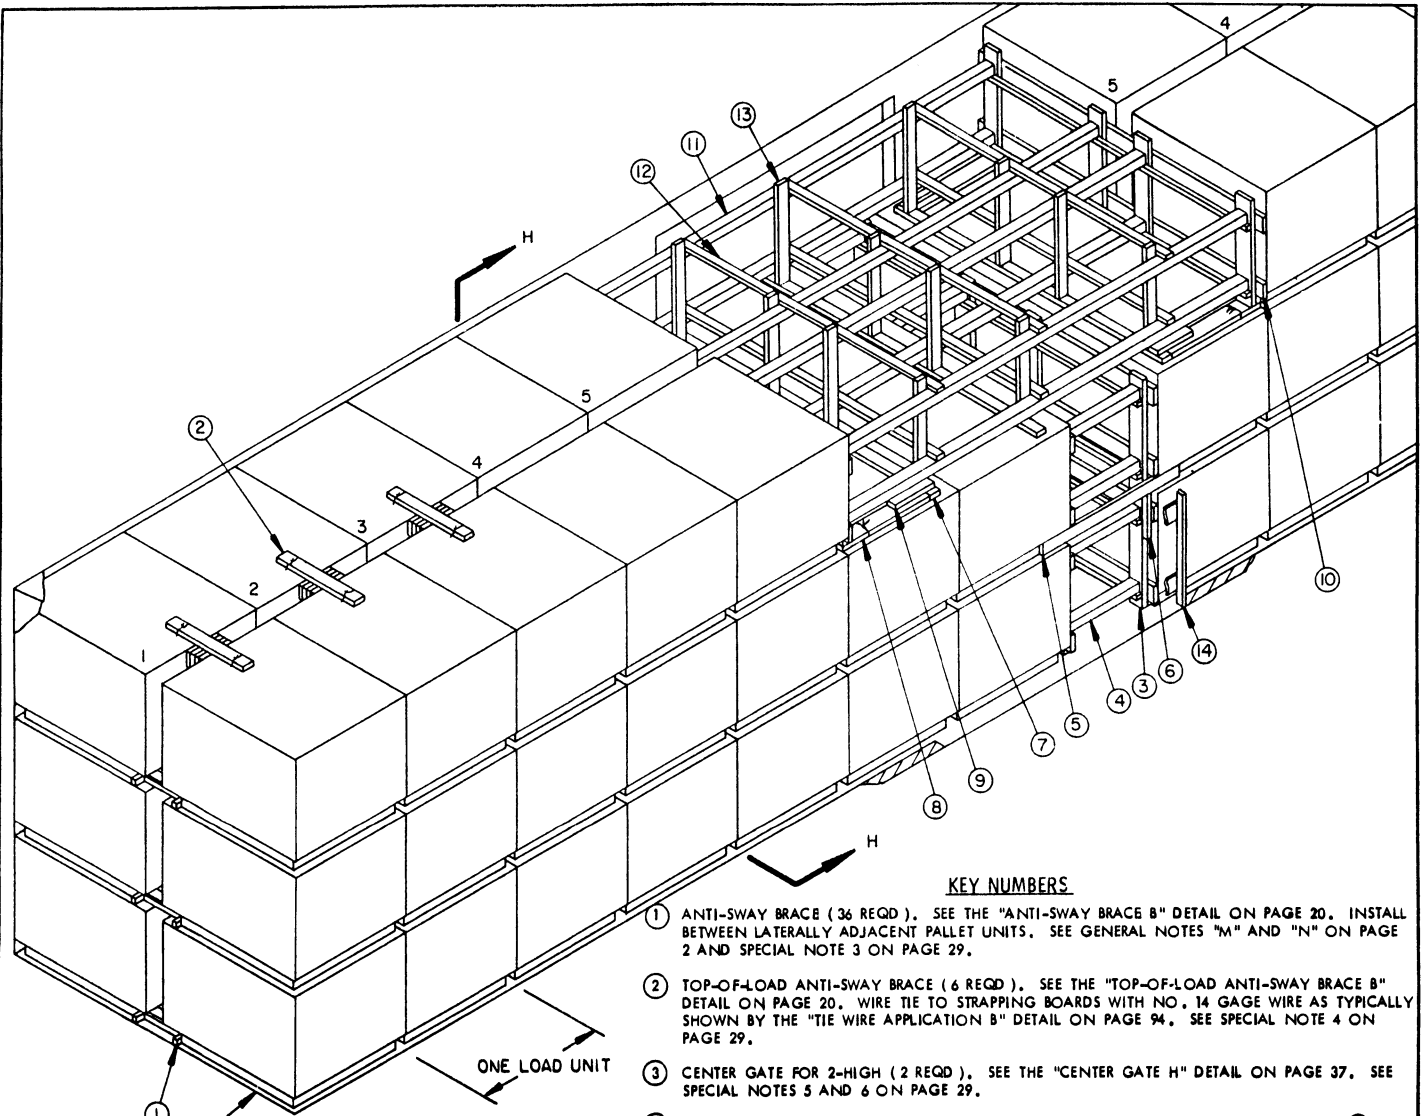 4
5
13
11
12
H
5
2
4
3
10
2
14
6
3
4
1
5
7
9
8
H
KEY NUMBERS
1 ANTI-SWAY BRACE (36 REQD). SEE THE "ANTI-SWAY BRACE B" DETAIL ON PAGE 20. INSTALL
BETWEEN LATERALLY ADJACENT PALLET UNITS. SEE GENERAL NOTES "M" AND "N" ON PAGE
2 AND SPECIAL NOTE 3 ON PAGE 29.
2 TOP-OF-LOAD ANTI-SWAY BRACE (6 REQD). SEE THE "TOP-OF-LOAD ANTI-SWAY BRACE B"
DETAIL ON PAGE 20. WIRE TIE TO STRAPPING BOARDS WITH NO. 14 GAGE WIRE AS TYPICALLY
SHOWN BY THE "TIE WIRE APPLICATION B" DETAIL ON PAGE 94. SEE SPECIAL NOTE 4 ON
PAGE 29.
ONE LOAD UNIT
3 CENTER GATE FOR 2-HIGH (2 REQD). SEE THE "CENTER GATE H" DETAIL ON PAGE 37. SEE
SPECIAL NOTES 5 AND 6 ON PAGE 29.
1